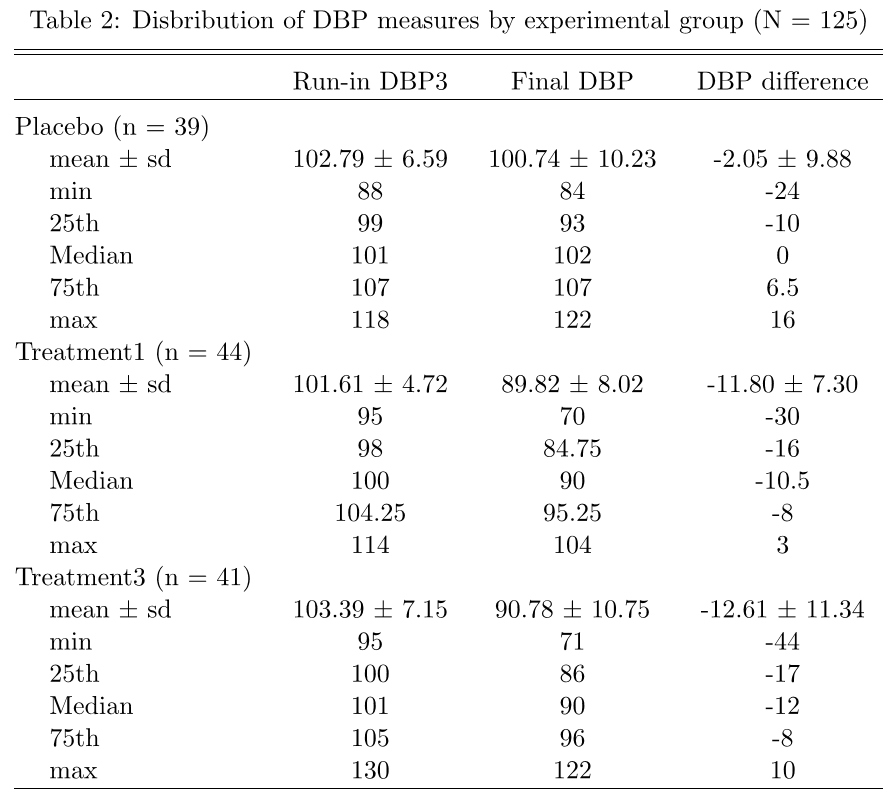 Table 2: Disbribution of DBP measures by experimental group (N = 125)
Run-in DBP3 Final DBP DBP difference
Placebo (n = 39)
mean ± sd 102.79 ± 6.59 100.74 ± 10.23 -2.05 ± 9.88
min 88 84 -24
25th 99 93 -10
Median 101 102 0
75th 107 107 6.5
max 118 122 16
Treatment1 (n = 44)
mean ± sd 101.61 ± 4.72 89.82 ± 8.02 -11.80 ± 7.30
min 95 70 -30
25th 98 84.75 -16
Median 100 90 -10.5
75th 104.25 95.25 -8
max 114 104 3
Treatment3 (n = 41)
mean ± sd 103.39 ± 7.15 90.78 ± 10.75 -12.61 ± 11.34
min 95 71 -44
25th 100 86 -17
Median 101 90 -12
75th 105 96 -8
max 130 122 10